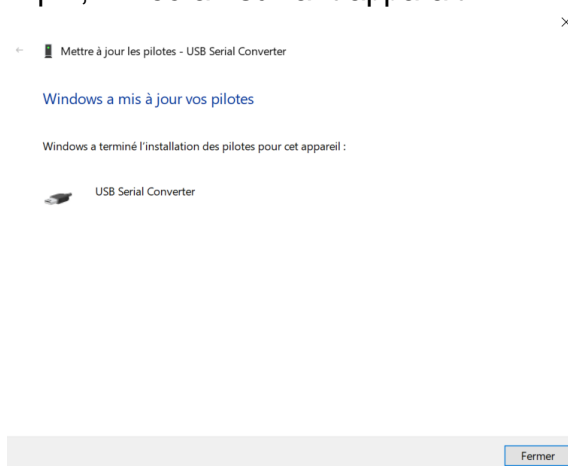 Mettre à jour les pilotes - USB Serial Converter
Windows a mis à jour vos pilotes
Windows a terminé l'installation des pilotes pour cet appareil :
USB Serial Converter
Fermer